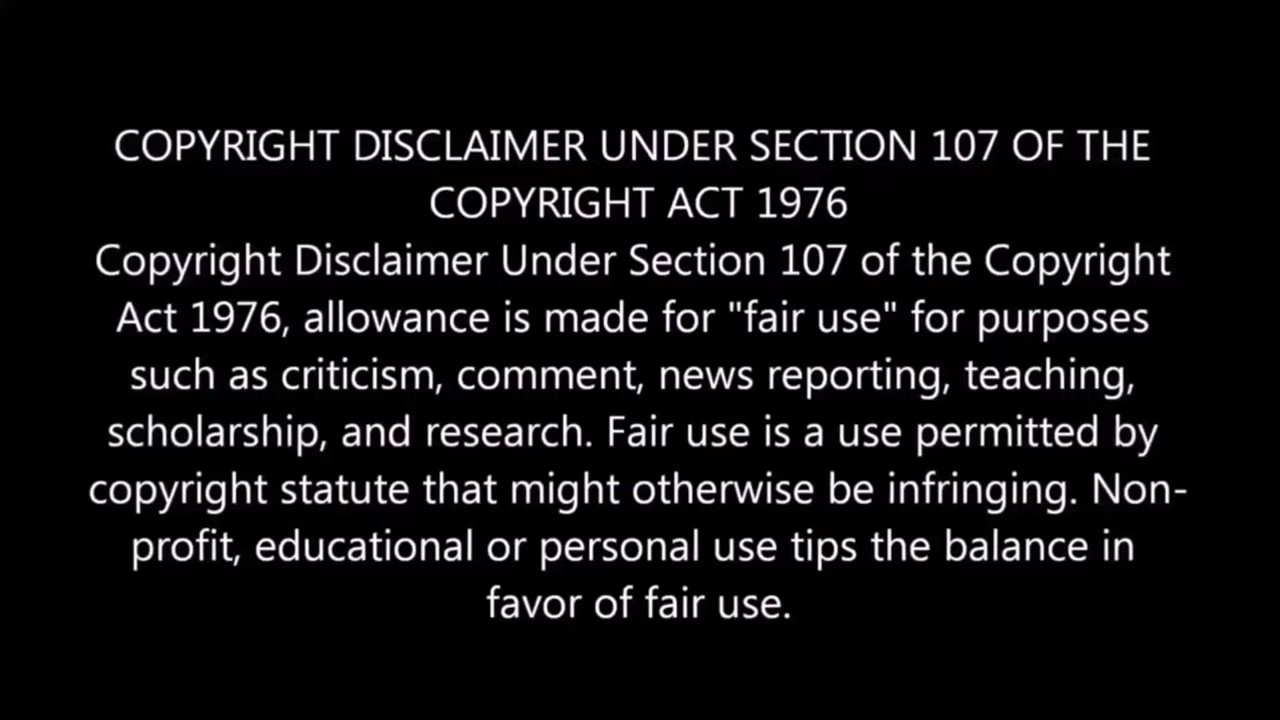 COPYRIGHT DISCLAIMER UNDER SECTION 107 OF THE
COPYRIGHT ACT 1976
Copyright Disclaimer Under Section 107 of the Copyright
Act 1976, allowance is made for "fair use" for purposes
such as criticism, comment, news reporting, teaching,
scholarship, and research. Fair use is a use permitted by
copyright statute that might otherwise be infringing. Non-
profit, educational or personal use tips the balance in
favor of fair use.